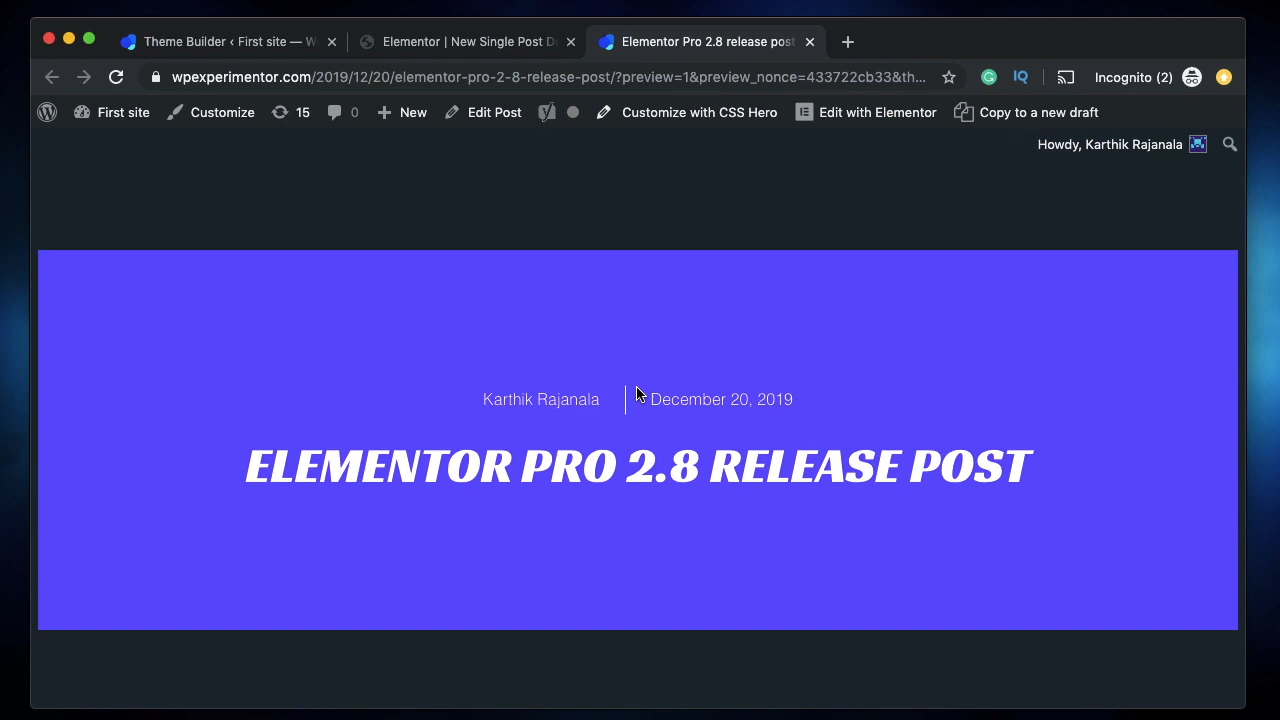 Theme Builder ‹ First site — W
Elementor | New Single Post D
Elementor Pro 2.8 release post
wpexperimentor.com/2019/12/20/elementor-pro-2-8-release-post/?preview=1&preview_nonce=433722cb33&th...
IQ
Incognito (2)
First site
Customize
15
0
New
Edit Post
Customize with CSS Hero
Edit with Elementor
Copy to a new draft
Howdy, Karthik Rajanala
Karthik Rajanala
December 20, 2019
ELEMENTOR PRO 2.8 RELEASE POST